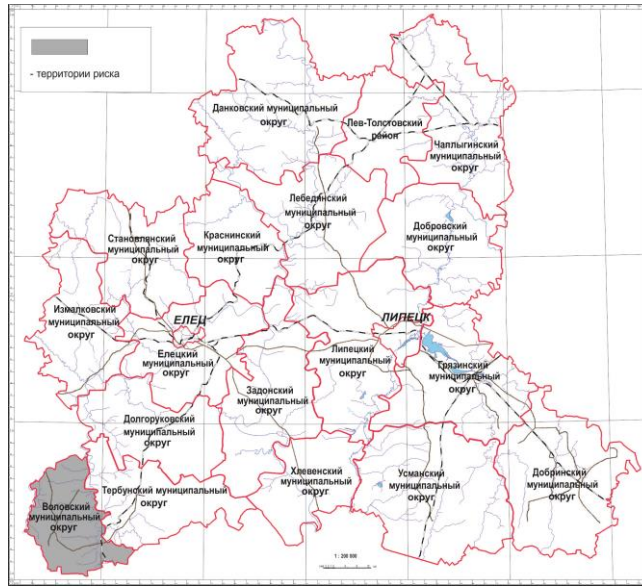 - территории риска
Данковский муниципальный
округ
Лев-Толстовский
район
Чаплыгинский
муниципальный
округ
Лебедянский
муниципальный
округ
Становлянский
муниципальный
округ
Краснинский
муниципальный
округ
Добровский
муниципальный
округ
Измалковский
муниципальный
округ
ЕЛЕЦ
ЛИПЕЦК
Елецкий
муниципальный
округ
Липецкий
муниципальный
округ
Грязинский
муниципальный
округ
Задонский
муниципальный
округ
Долгоруковский
муниципальный
округ
Хлевенский
муниципальный
округ
Усманский
муниципальный
округ
Добринский
муниципальный
округ
Тербунский муниципальный
округ
Воловский
муниципальный
округ
1 : 200 000